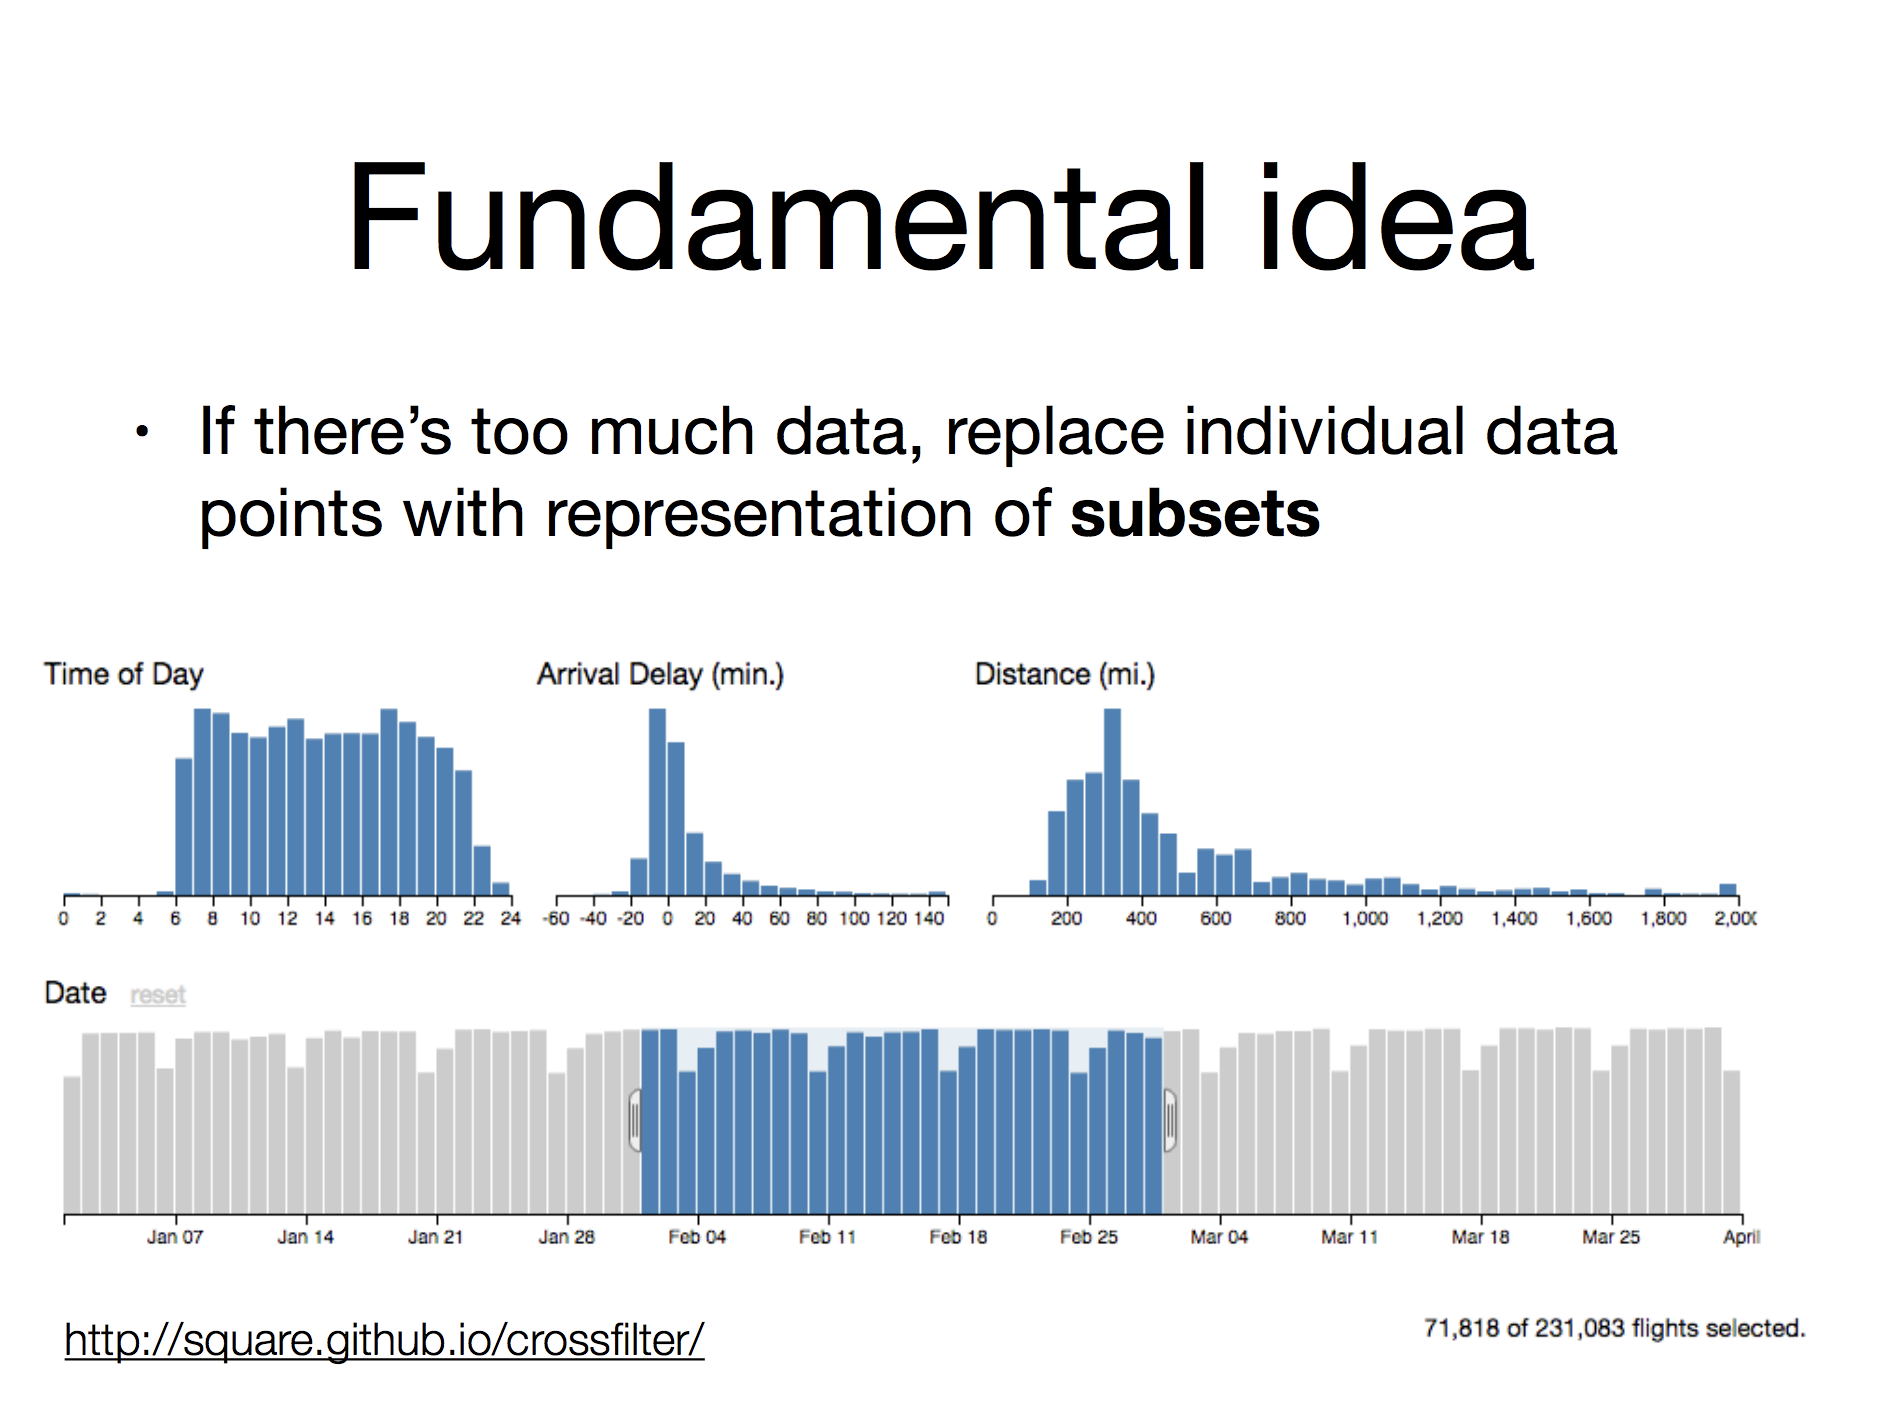 Fundamental idea
• If there’s too much data, replace individual data
points with representation of subsets
Time of Day
0 2 4 6 8 10 12 14 16 18 20 22 24
Arrival Delay (min.)
-60 -40 -20 0 20 40 60 80 100 120 140
Distance (mi.)
0 200 400 600 800 1,000 1,200 1,400 1,600 1,800 2,000
Date reset
Jan 07 Jan 14 Jan 21 Jan 28 Feb 04 Feb 11 Feb 18 Feb 25 Mar 04 Mar 11 Mar 18 Mar 25 April
http://square.github.io/crossfilter/
71,818 of 231,083 flights selected.